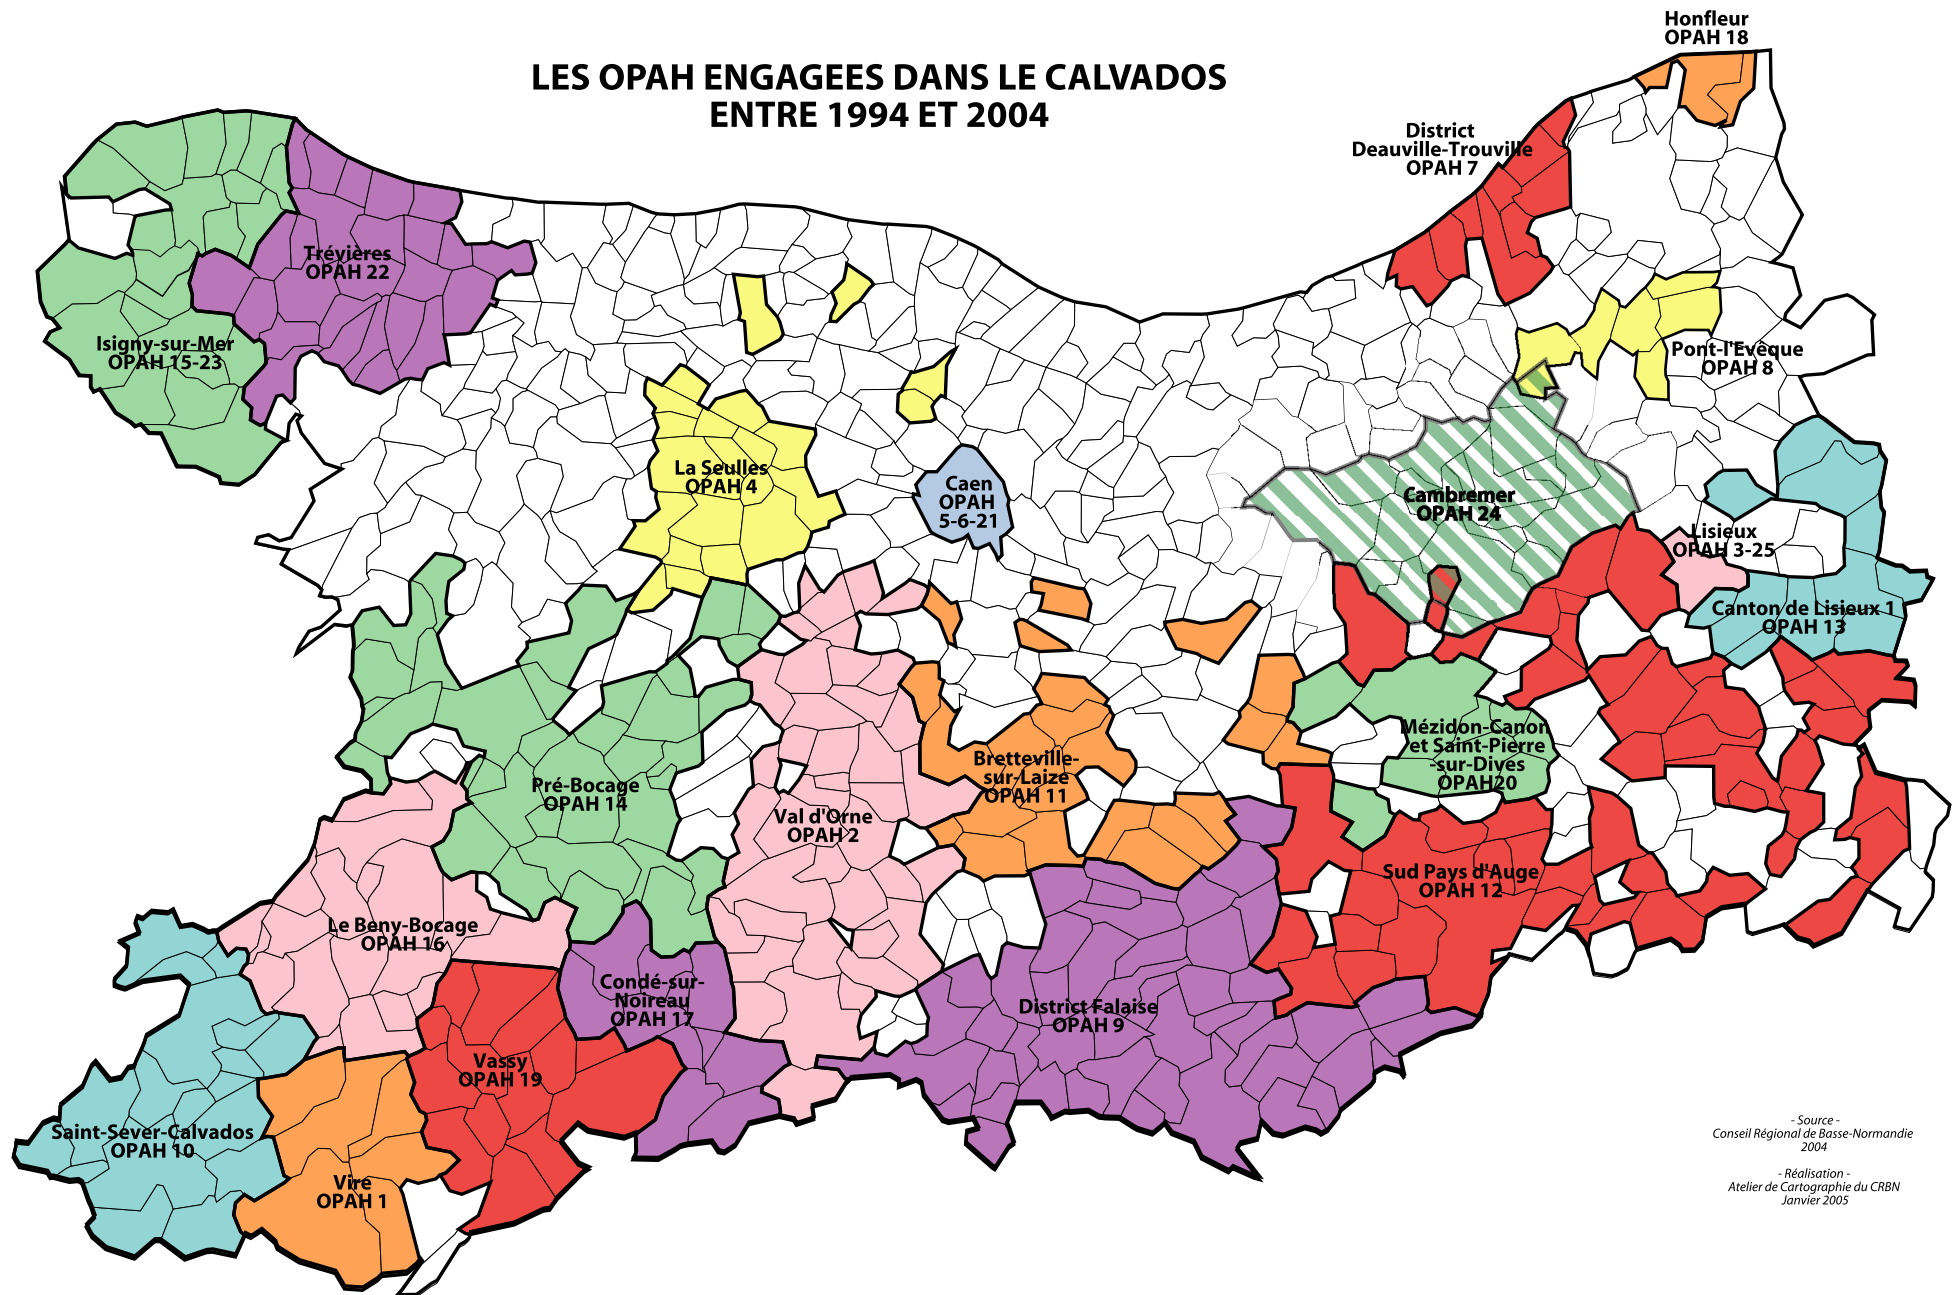 LES OPAH ENGAGEES DANS LE CALVADOS
ENTRE 1994 ET 2004
Honfleur
OPAH 18
District
Deauville-Trouville
OPAH 7
Trévières
OPAH 22
Isigny-sur-Mer
OPAH 15-23
Pont-l'Evèque
OPAH 8
La Seulles
OPAH 4
Caen
OPAH
5-6-21
Cambremer
OPAH 24
Lisieux
OPAH 3-25
Canton de Lisieux 1
OPAH 13
Mézidon-Canon
et Saint-Pierre
-sur-Dives
OPAH20
Bretteville-
sur-Laize
OPAH 11
Pré-Bocage
OPAH 14
Val d'Orne
OPAH 2
Sud Pays d'Auge
OPAH 12
Le Beny-Bocage
OPAH 16
Condé-sur-
Noireau
OPAH 17
District Falaise
OPAH 9
Vassy
OPAH 19
Saint-Sever-Calvados
OPAH 10
Vire
OPAH 1
- Source -
Conseil Régional de Basse-Normandie
2004
- Réalisation -
Atelier de Cartographie du CRBN
Janvier 2005